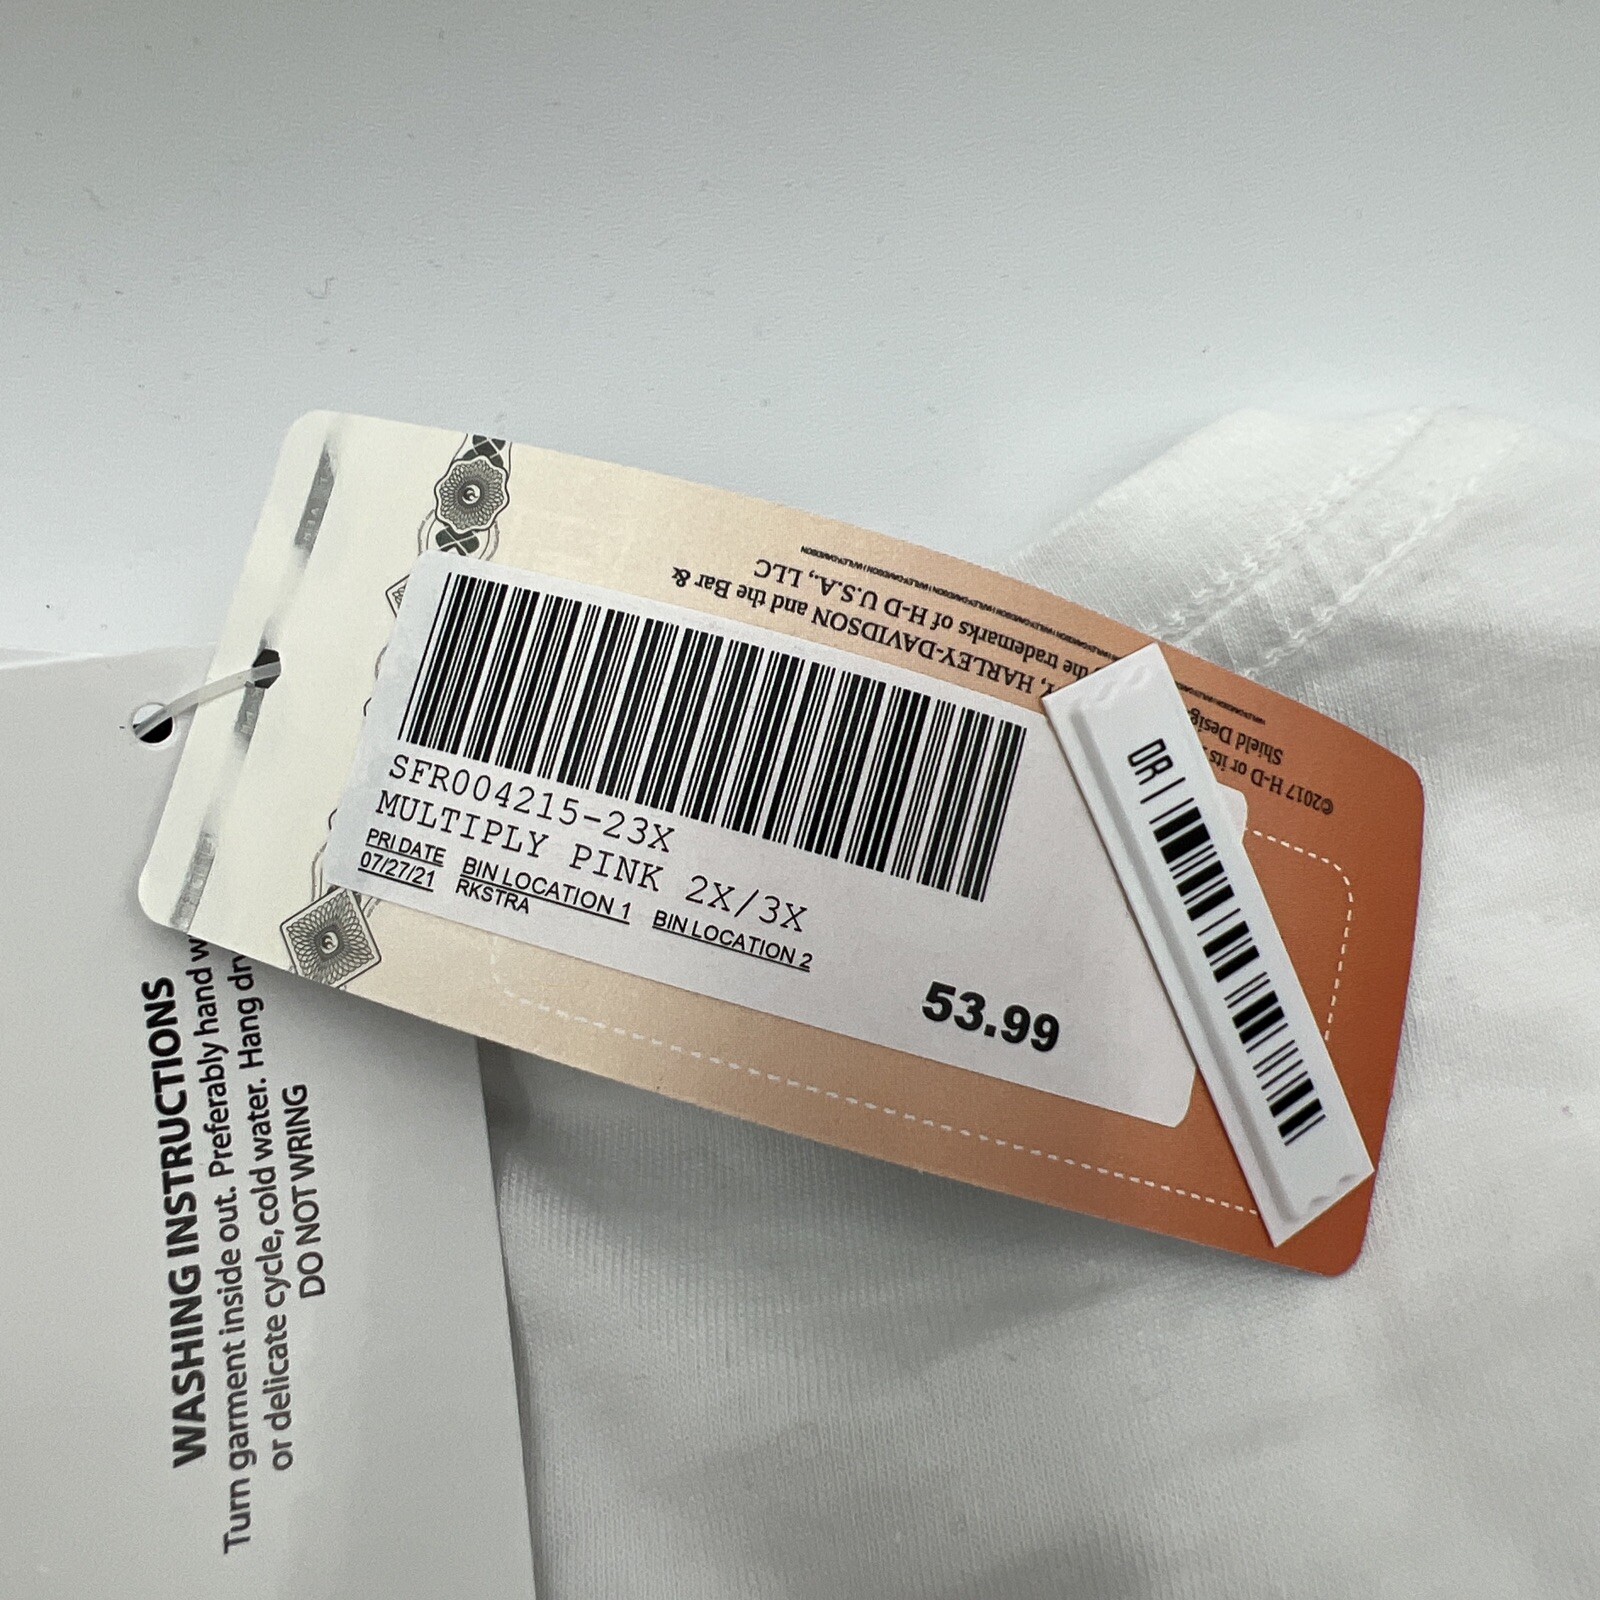 SFR004215-23X
MULTIPLY PINK 2X/3X
PRI DATE BIN LOCATION 1 BIN LOCATION 2
07/27/21 RKSTRA
53.99
©2017 H-D or its
Shield Desig
the trademarks of H-D U.S.A., LLC
HARLEY-DAVIDSON and the Bar &
DR
WASHING INSTRUCTIONS
Turn garment inside out. Preferably hand w
or delicate cycle, cold water. Hang dry
DO NOT WRING